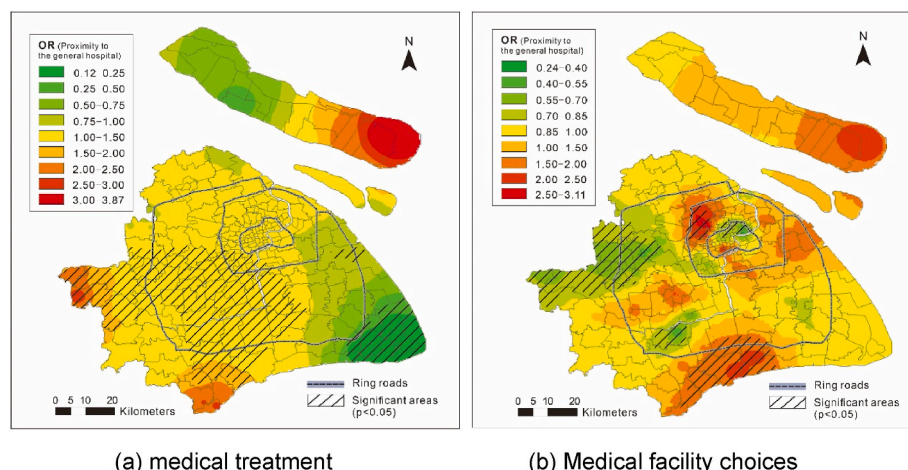 OR (Proximity to
the general hospital)
0.12 0.25
0.25 0.50
0.50–0.75
0.75–1.00
1.00–1.50
1.50–2.00
2.00–2.50
2.50–3.00
3.00 3.87
N
Ring roads
Significant areas
(p<0.05)
0 5 10 20
Kilometers
(a) medical treatment
OR (Proximity to
the general hospital)
0.24–0.40
0.40–0.55
0.55–0.70
0.70 0.85
0.85 1.00
1.00 1.50
1.50–2.00
2.00 2.50
2.50–3.11
N
Ring roads
Significant areas
(p<0.05)
0 5 10 20
Kilometers
(b) Medical facility choices